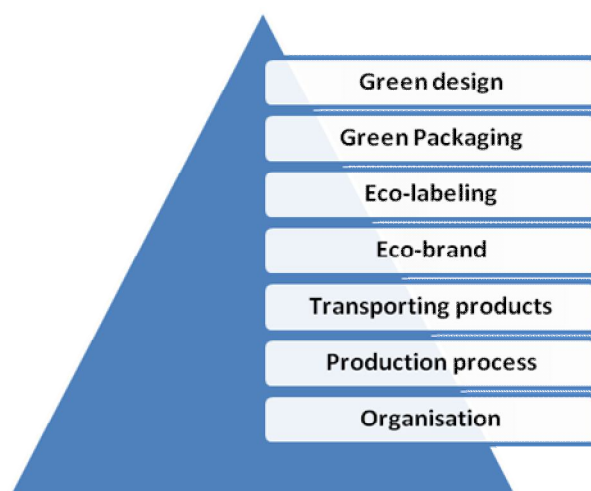 Green design
Green Packaging
Eco-labeling
Eco-brand
Transporting products
Production process
Organisation